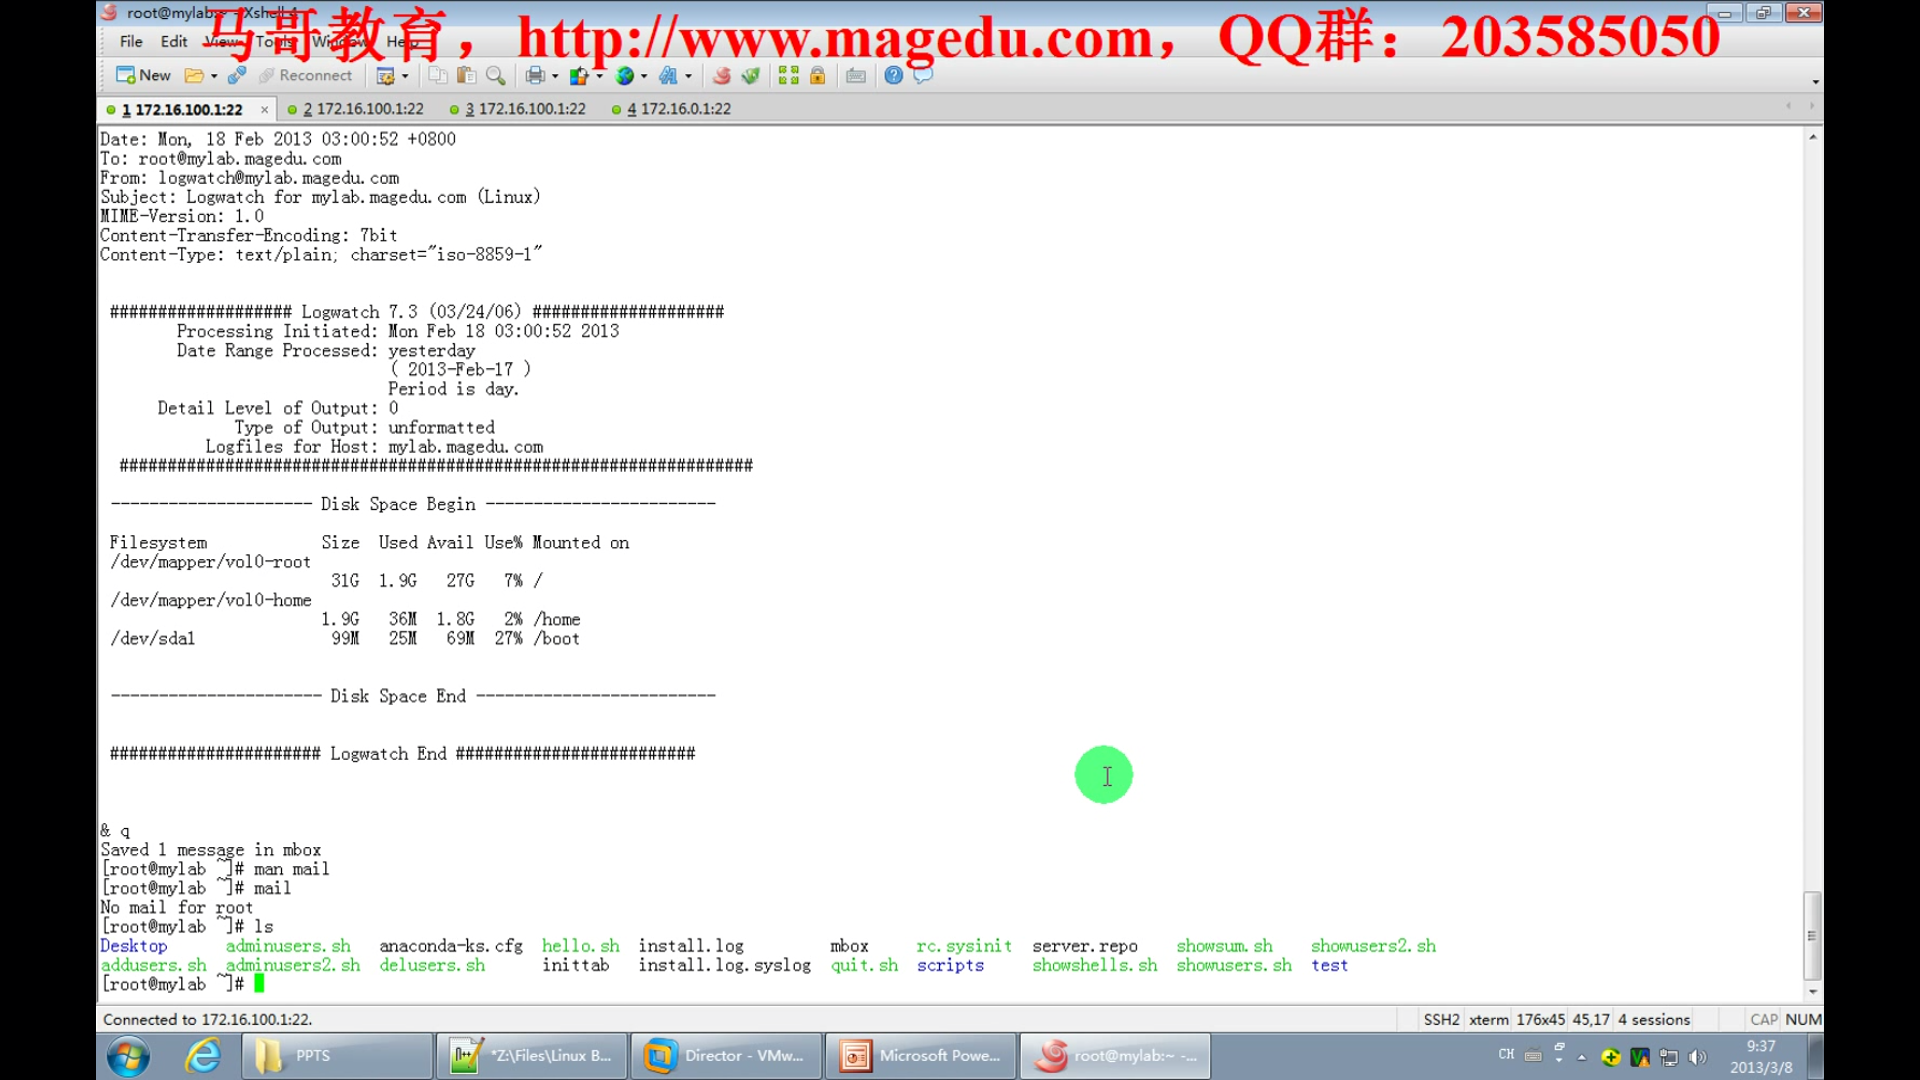 root@mylab:~ - Xshell 4
马哥教育，http://www.magedu.com，QQ群：203585050
File Edit View Tools Window Help
New Reconnect
1 172.16.100.1:22 2 172.16.100.1:22 3 172.16.100.1:22 4 172.16.0.1:22
Date: Mon, 18 Feb 2013 03:00:52 +0800
To: root@mylab.magedu.com
From: logwatch@mylab.magedu.com
Subject: Logwatch for mylab.magedu.com (Linux)
MIME-Version: 1.0
Content-Transfer-Encoding: 7bit
Content-Type: text/plain; charset="iso-8859-1"
################### Logwatch 7.3 (03/24/06) ####################
Processing Initiated: Mon Feb 18 03:00:52 2013
Date Range Processed: yesterday
( 2013-Feb-17 )
Period is day.
Detail Level of Output: 0
Type of Output: unformatted
Logfiles for Host: mylab.magedu.com
##################################################################
--------------------- Disk Space Begin ------------------------
Filesystem Size Used Avail Use% Mounted on
/dev/mapper/vol0-root
31G 1.9G 27G 7% /
/dev/mapper/vol0-home
1.9G 36M 1.8G 2% /home
/dev/sda1 99M 25M 69M 27% /boot
---------------------- Disk Space End -------------------------
###################### Logwatch End #########################
& q
Saved 1 message in mbox
[root@mylab ~]# man mail
[root@mylab ~]# mail
No mail for root
[root@mylab ~]# ls
Desktop adminusers.sh anaconda-ks.cfg hello.sh install.log mbox rc.sysinit server.repo showsum.sh showusers2.sh
addusers.sh adminusers2.sh delusers.sh inittab install.log.syslog quit.sh scripts showshells.sh showusers.sh test
[root@mylab ~]#
Connected to 172.16.100.1:22. SSH2 xterm 176x45 45,17 4 sessions CAP NUM
PPTS *Z:\Files\Linux B... Director - VMw... Microsoft Powe... root@mylab:~ -... CH 9:37
2013/3/8